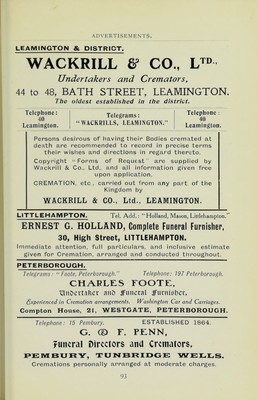 ADVERTISEMENTS.
LEAMINGTON & DISTRICT.
WACKRILL & CO., LTD.,
Undertakers and Cremators,
44 to 48, BATH STREET, LEAMINGTON.
The oldest established in the district.
Telephone: 40 Leamington.
Telegrams: "WACKRILLS, LEAMINGTON."
Telephone: 40 Leamington.
Persons desirous of having their Bodies cremated at
death are recommended to record in precise terms
their wishes and directions in regard thereto.
Copyright "Forms of Request" are supplied by
Wackrill & Co., Ltd., and all information given free
upon application.
CREMATION, etc., carried out from any part of the
Kingdom by
WACKRILL & CO., Ltd., LEAMINGTON.
LITTLEHAMPTON. Tel. Add.: "Holland, Mason, Littlehampton."
ERNEST G. HOLLAND, Complete Funeral Furnisher,
30, High Street, LITTLEHAMPTON.
Immediate attention, full particulars, and inclusive estimate
given for Cremation, arranged and conducted throughout.
PETERBOROUGH.
Telegrams: "Foote, Peterborough." Telephone: 197 Peterborough.
CHARLES FOOTE,
Undertaker and Funeral Furnisher,
Experienced in Cremation arrangements. Washington Car and Carriages.
Compton House, 21, WESTGATE, PETERBOROUGH.
Telephone: 15 Pembury. ESTABLISHED 1864.
G. & F. PENN,
Funeral Directors and Cremators,
PEMBURY, TUNBRIDGE WELLS.
Cremations personally arranged at moderate charges.
95